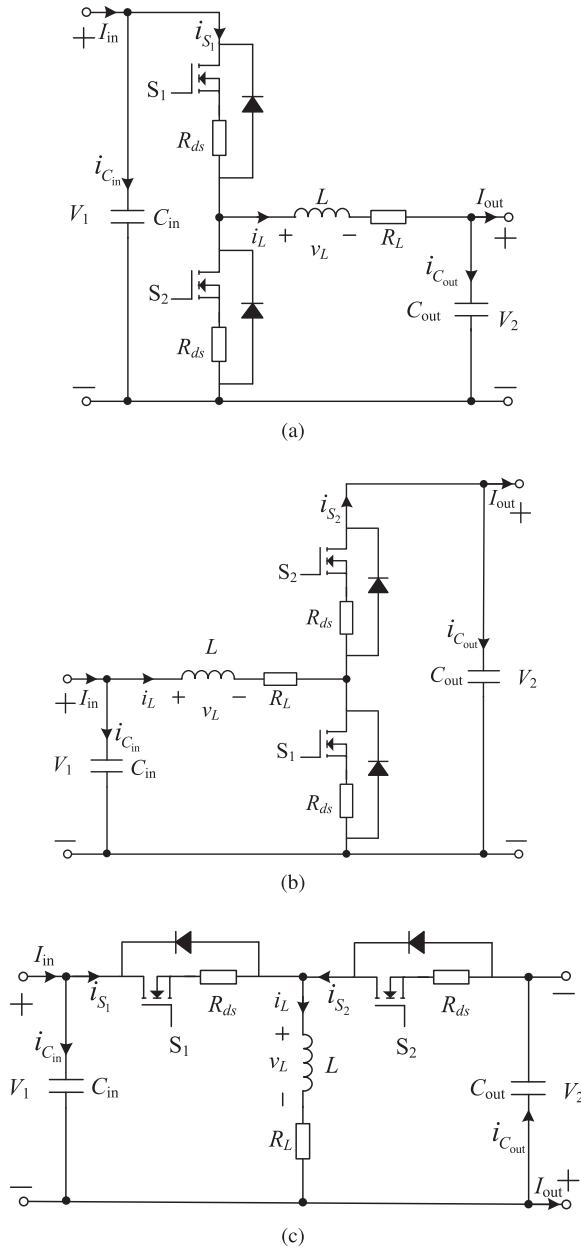 I_in
+
i_S1
S1
R_ds
i_Cin
V1
C_in
L
I_out
i_L
+
v_L
−
R_L
+
i_Cout
S2
C_out
V2
R_ds
−
−
(a)
i_S2
I_out
+
S2
R_ds
L
i_Cout
+
I_in
i_L
+
v_L
−
R_L
C_out
V2
i_Cin
S1
V1
C_in
R_ds
−
−
(b)
I_in
+
i_S1
R_ds
S1
i_L
i_S2
R_ds
S2
−
i_Cin
+
v_L
L
−
V1
C_in
C_out
V2
R_L
i_Cout
−
I_out
+
(c)